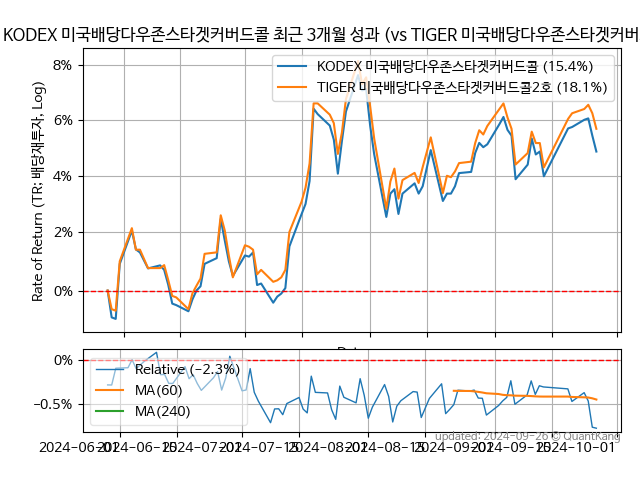 KODEX 미국배당다우존스타겟커버드콜 최근 3개월 성과 (vs TIGER 미국배당다우존스타겟커버
KODEX 미국배당다우존스타겟커버드콜 (15.4%)
TIGER 미국배당다우존스타겟커버드콜2호 (18.1%)
Rate of Return (TR: 배당재투자, Log)
8%
6%
4%
2%
0%
Relative (−2.3%)
MA(60)
MA(240)
0%
−0.5%
updated: 2024-09-26 © QuantKang
2024-06-01
2024-06-15
2024-07-01
2024-07-15
2024-08-01
2024-08-15
2024-09-01
2024-09-15
2024-10-01